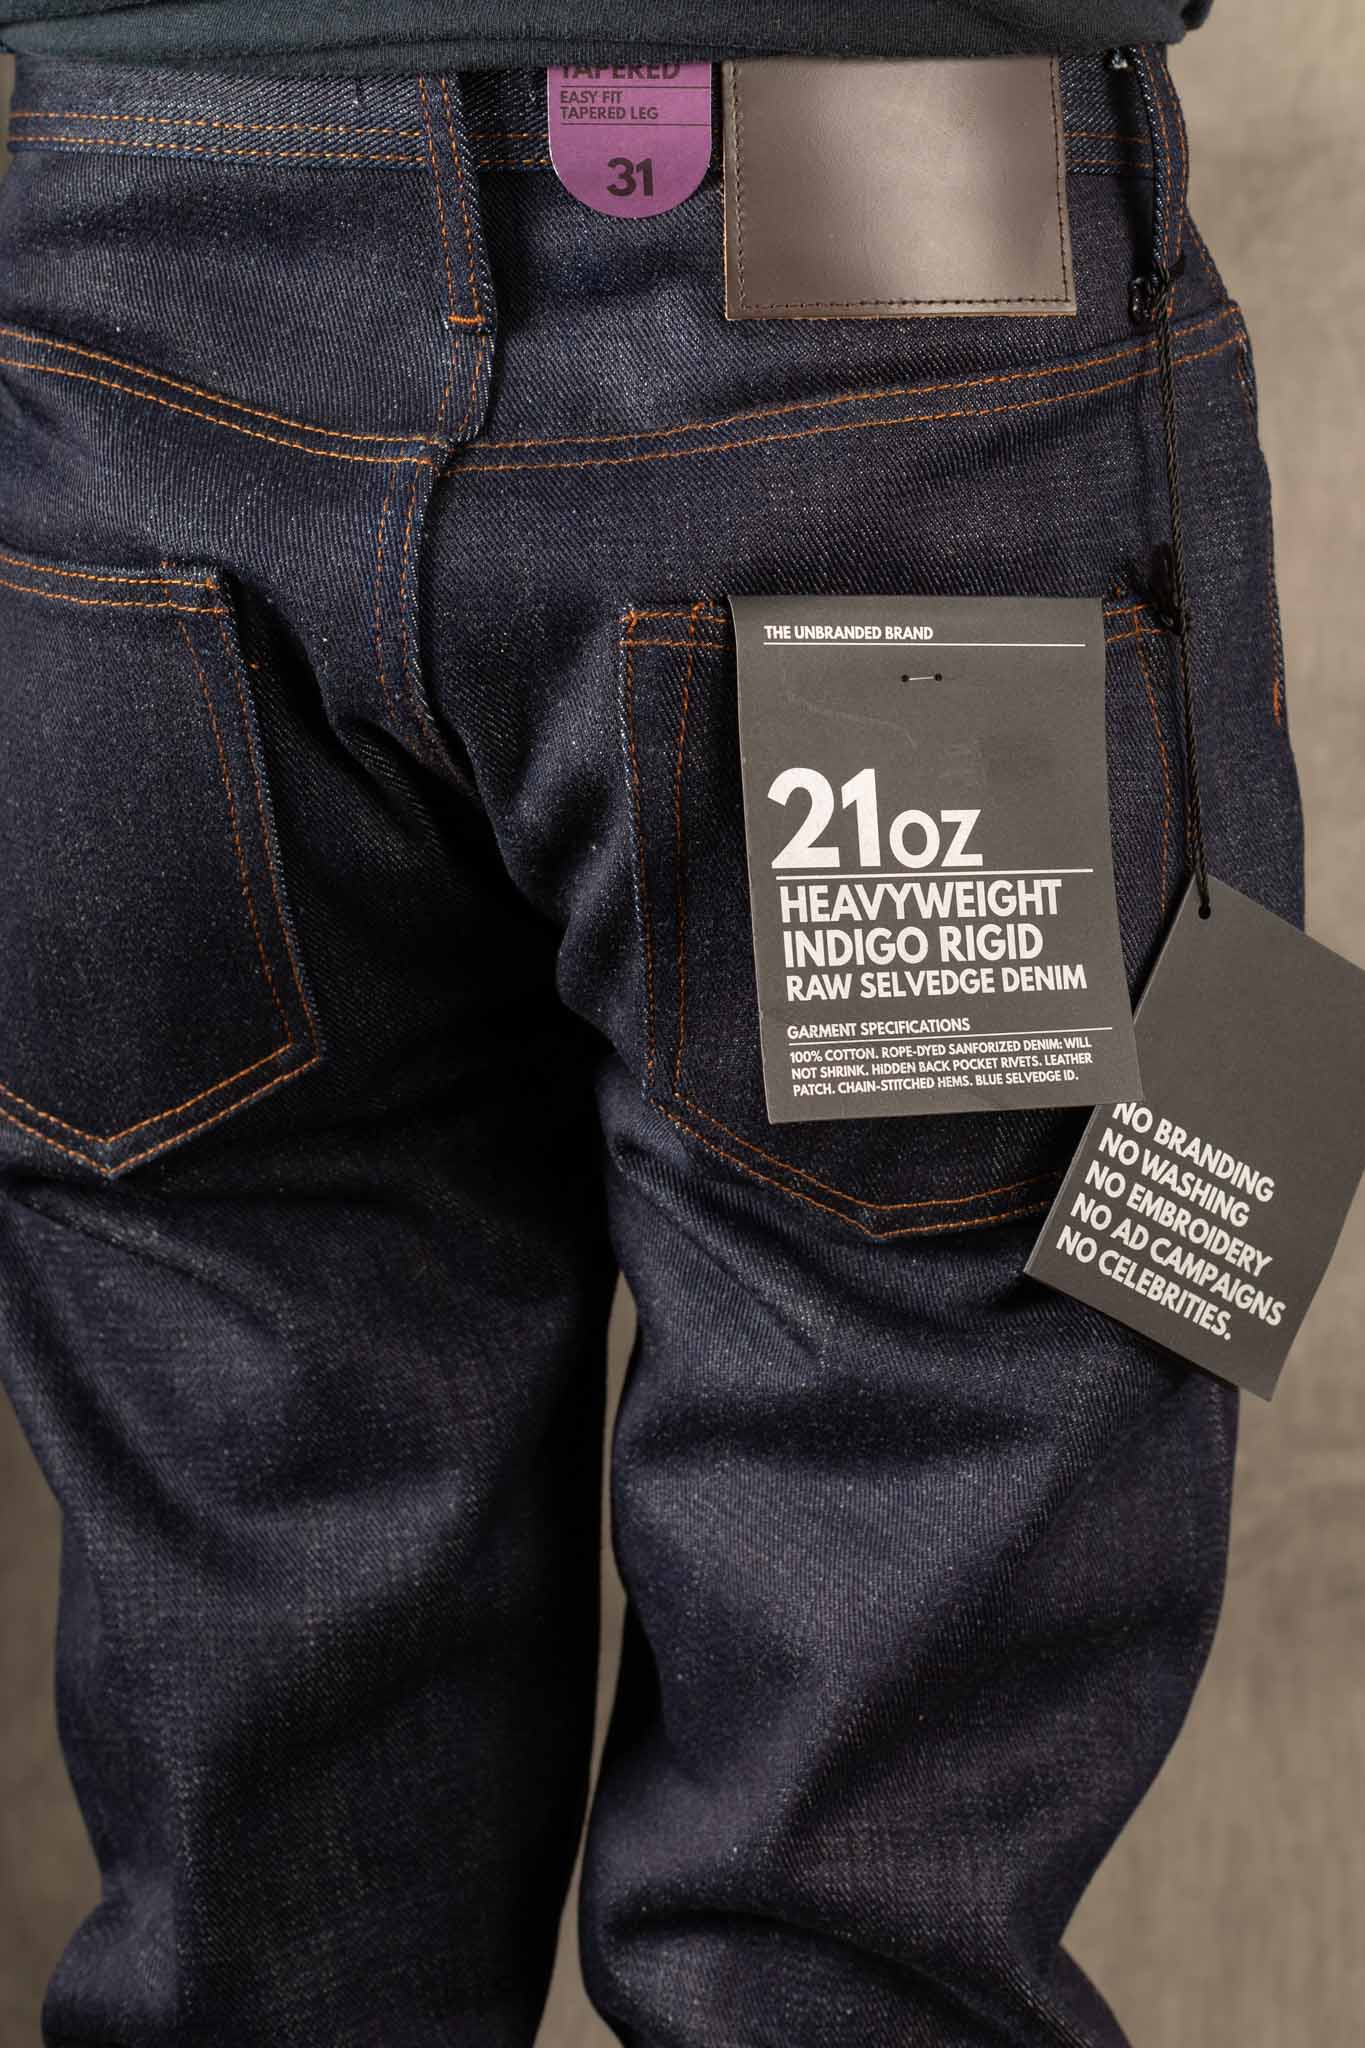 TAPERED
EASY FIT
TAPERED LEG
31
THE UNBRANDED BRAND
21oz
HEAVYWEIGHT
INDIGO RIGID
RAW SELVEDGE DENIM
GARMENT SPECIFICATIONS
100% COTTON. ROPE-DYED SANFORIZED DENIM: WILL
NOT SHRINK. HIDDEN BACK POCKET RIVETS. LEATHER
PATCH. CHAIN-STITCHED HEMS. BLUE SELVEDGE ID.
NO BRANDING
NO WASHING
NO EMBROIDERY
NO AD CAMPAIGNS
NO CELEBRITIES.